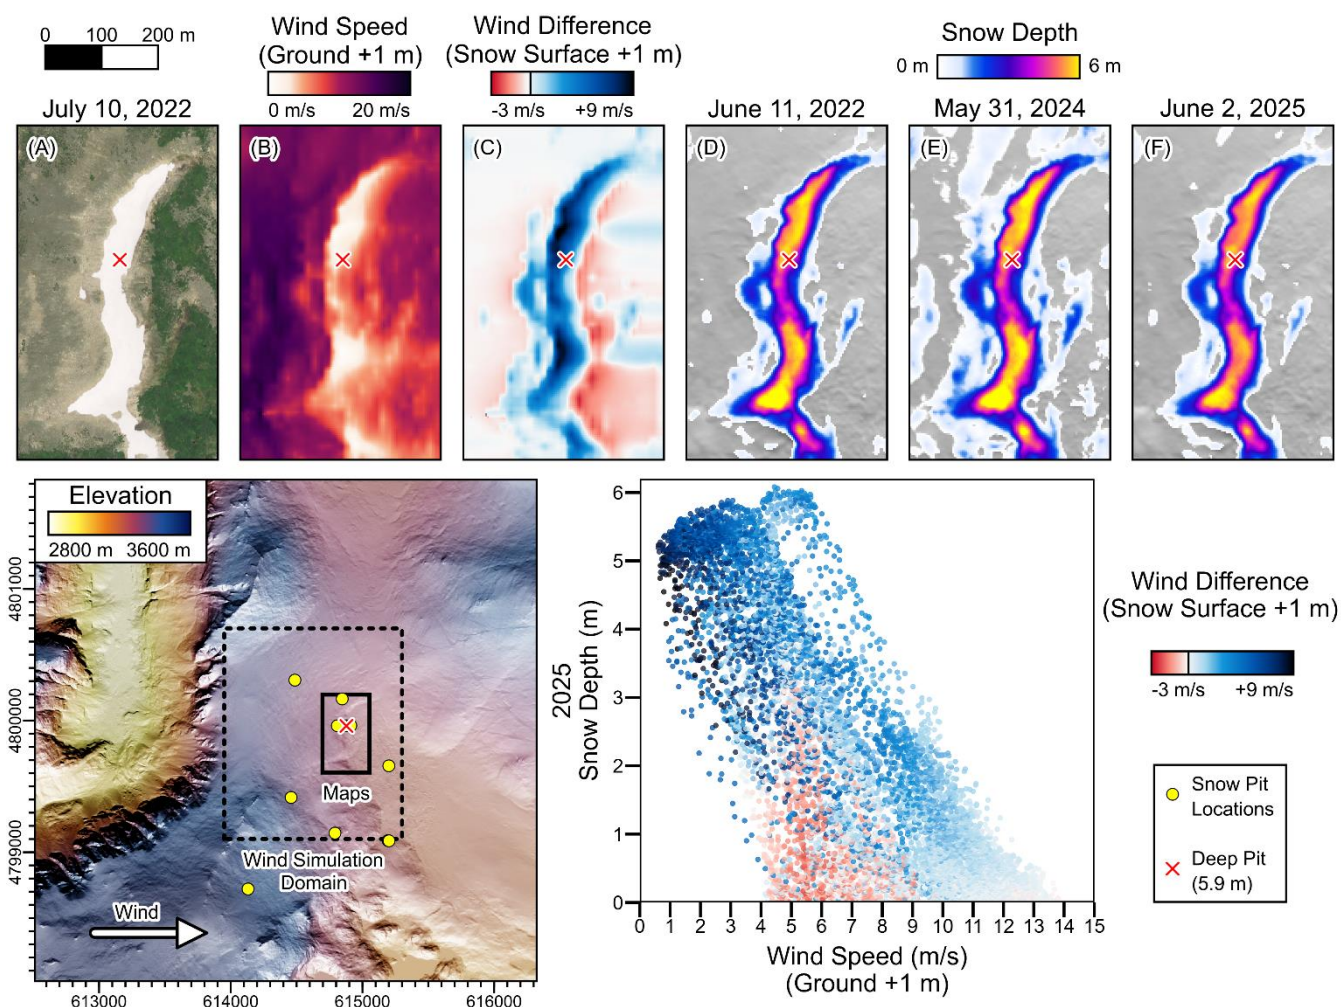 0 100 200 m
Wind Speed
(Ground +1 m)
0 m/s 20 m/s
Wind Difference
(Snow Surface +1 m)
-3 m/s +9 m/s
Snow Depth
0 m 6 m
July 10, 2022
June 11, 2022
May 31, 2024
June 2, 2025
(A)
(B)
(C)
(D)
(E)
(F)
Elevation
2800 m 3600 m
4801000
4800000
4799000
Maps
Wind Simulation
Domain
Wind
613000 614000 615000 616000
2025
Snow Depth (m)
6
5
4
3
2
1
0
0 1 2 3 4 5 6 7 8 9 10 11 12 13 14 15
Wind Speed (m/s)
(Ground +1 m)
Wind Difference
(Snow Surface +1 m)
-3 m/s +9 m/s
Snow Pit
Locations
Deep Pit
(5.9 m)